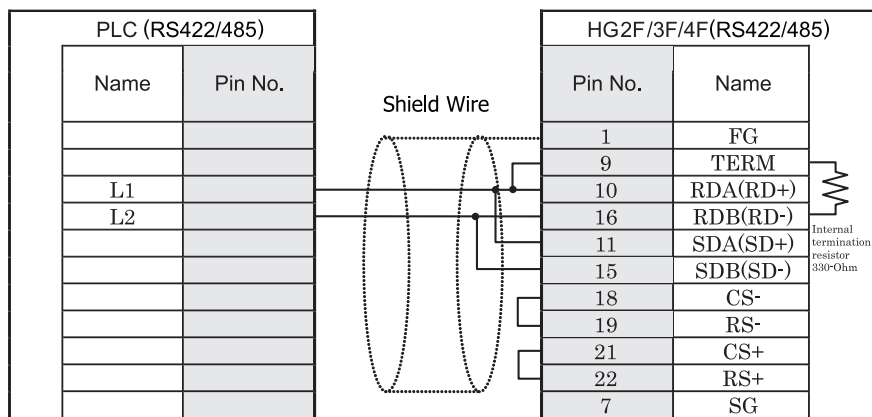 PLC (RS422/485)
HG2F/3F/4F(RS422/485)
Name Pin No.
Shield Wire
Pin No. Name
1 FG
9 TERM
L1 10 RDA(RD+)
L2 16 RDB(RD-)
11 SDA(SD+)
15 SDB(SD-)
18 CS-
19 RS-
21 CS+
22 RS+
7 SG
Internal
termination
resistor
330-Ohm